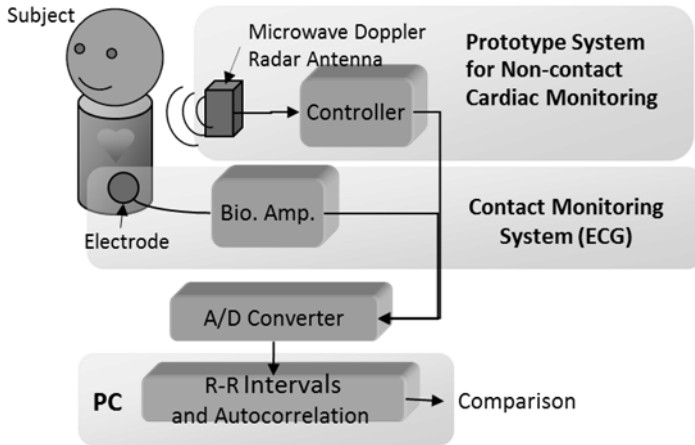 Subject
Microwave Doppler
Radar Antenna
Prototype System
for Non-contact
Cardiac Monitoring
Controller
Bio. Amp.
Electrode
Contact Monitoring
System (ECG)
A/D Converter
PC
R-R Intervals
and Autocorrelation
Comparison